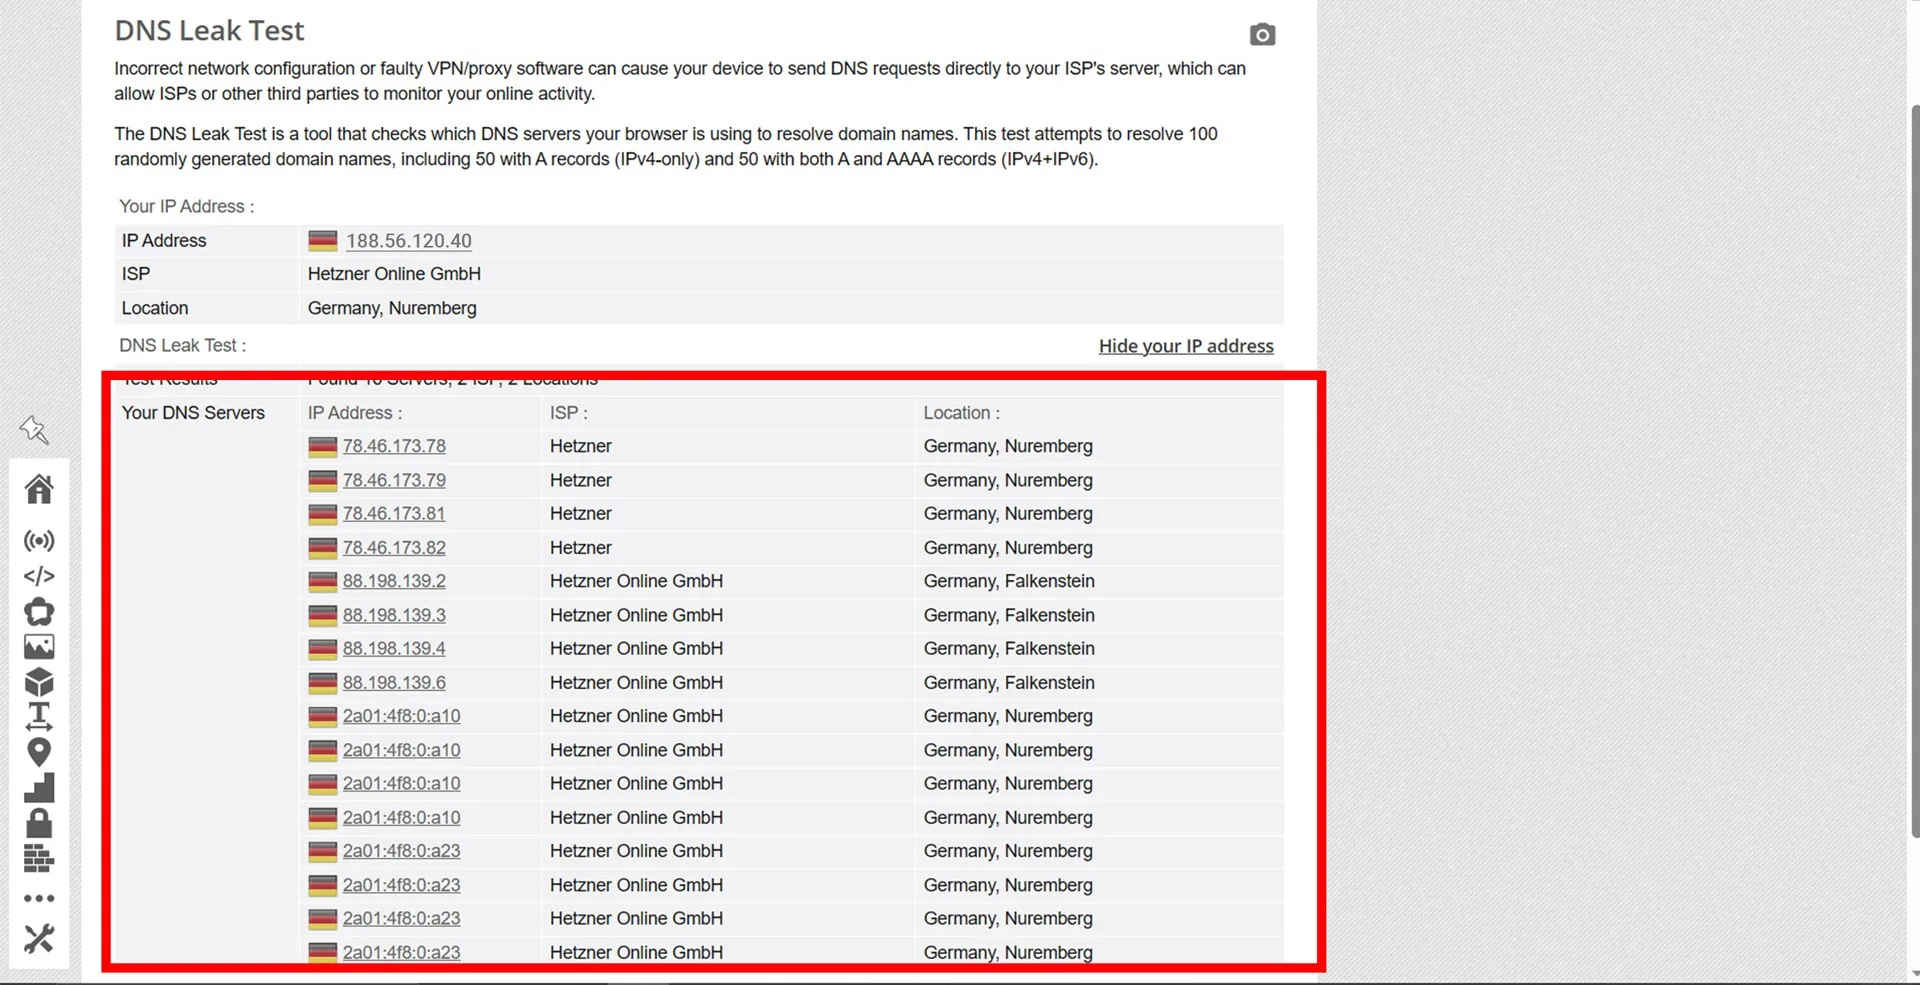 DNS Leak Test
Incorrect network configuration or faulty VPN/proxy software can cause your device to send DNS requests directly to your ISP's server, which can
allow ISPs or other third parties to monitor your online activity.
The DNS Leak Test is a tool that checks which DNS servers your browser is using to resolve domain names. This test attempts to resolve 100
randomly generated domain names, including 50 with A records (IPv4-only) and 50 with both A and AAAA records (IPv4+IPv6).
Your IP Address :
IP Address 188.56.120.40
ISP Hetzner Online GmbH
Location Germany, Nuremberg
DNS Leak Test : Hide your IP address
Test Results Found 16 Servers, 2 ISP, 2 Locations
Your DNS Servers IP Address : ISP : Location :
78.46.173.78 Hetzner Germany, Nuremberg
78.46.173.79 Hetzner Germany, Nuremberg
78.46.173.81 Hetzner Germany, Nuremberg
78.46.173.82 Hetzner Germany, Nuremberg
88.198.139.2 Hetzner Online GmbH Germany, Falkenstein
88.198.139.3 Hetzner Online GmbH Germany, Falkenstein
88.198.139.4 Hetzner Online GmbH Germany, Falkenstein
88.198.139.6 Hetzner Online GmbH Germany, Falkenstein
2a01:4f8:0:a10 Hetzner Online GmbH Germany, Nuremberg
2a01:4f8:0:a10 Hetzner Online GmbH Germany, Nuremberg
2a01:4f8:0:a10 Hetzner Online GmbH Germany, Nuremberg
2a01:4f8:0:a10 Hetzner Online GmbH Germany, Nuremberg
2a01:4f8:0:a23 Hetzner Online GmbH Germany, Nuremberg
2a01:4f8:0:a23 Hetzner Online GmbH Germany, Nuremberg
2a01:4f8:0:a23 Hetzner Online GmbH Germany, Nuremberg
2a01:4f8:0:a23 Hetzner Online GmbH Germany, Nuremberg